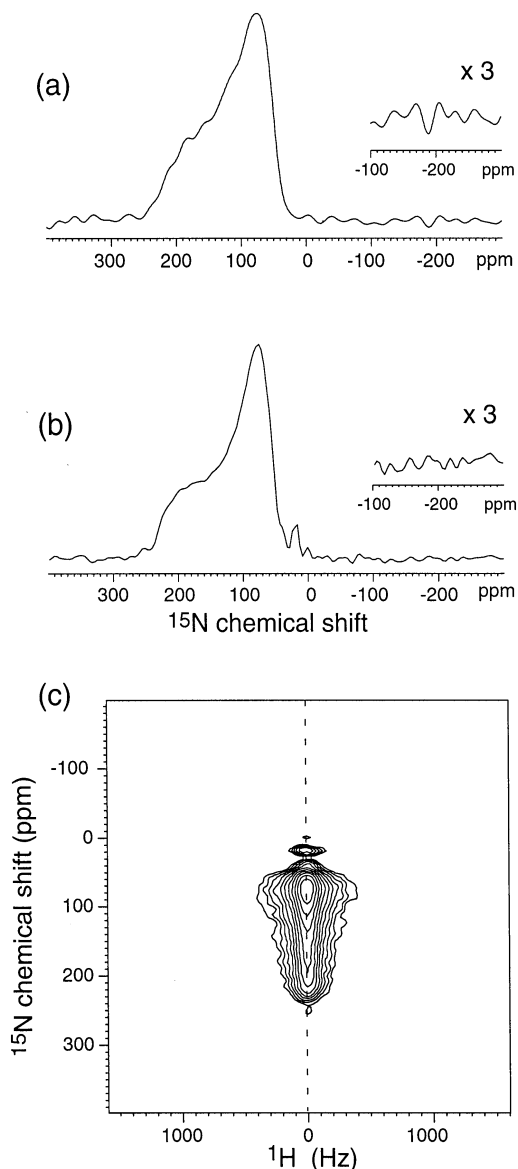 (a)
x 3
-100 -200 ppm
300 200 100 0 -100 -200 ppm
(b)
x 3
-100 -200 ppm
300 200 100 0 -100 -200 ppm
15N chemical shift
(c)
15N chemical shift (ppm)
-100
0
100
200
300
1000 0 1000
1H (Hz)